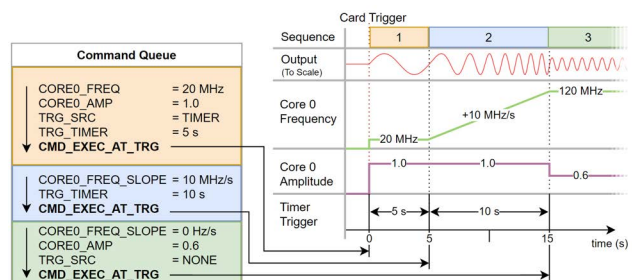 Card Trigger
Sequence 1 2 3
Output
(To Scale)
Core 0
Frequency
20 MHz
+10 MHz/s
120 MHz
Core 0
Amplitude
1.0 1.0 0.6
Timer
Trigger
5 s 10 s
0 5 15 time (s)
Command Queue
CORE0_FREQ = 20 MHz
CORE0_AMP = 1.0
TRG_SRC = TIMER
TRG_TIMER = 5 s
CMD_EXEC_AT_TRG
CORE0_FREQ_SLOPE = 10 MHz/s
TRG_TIMER = 10 s
CMD_EXEC_AT_TRG
CORE0_FREQ_SLOPE = 0 Hz/s
CORE0_AMP = 0.6
TRG_SRC = NONE
CMD_EXEC_AT_TRG